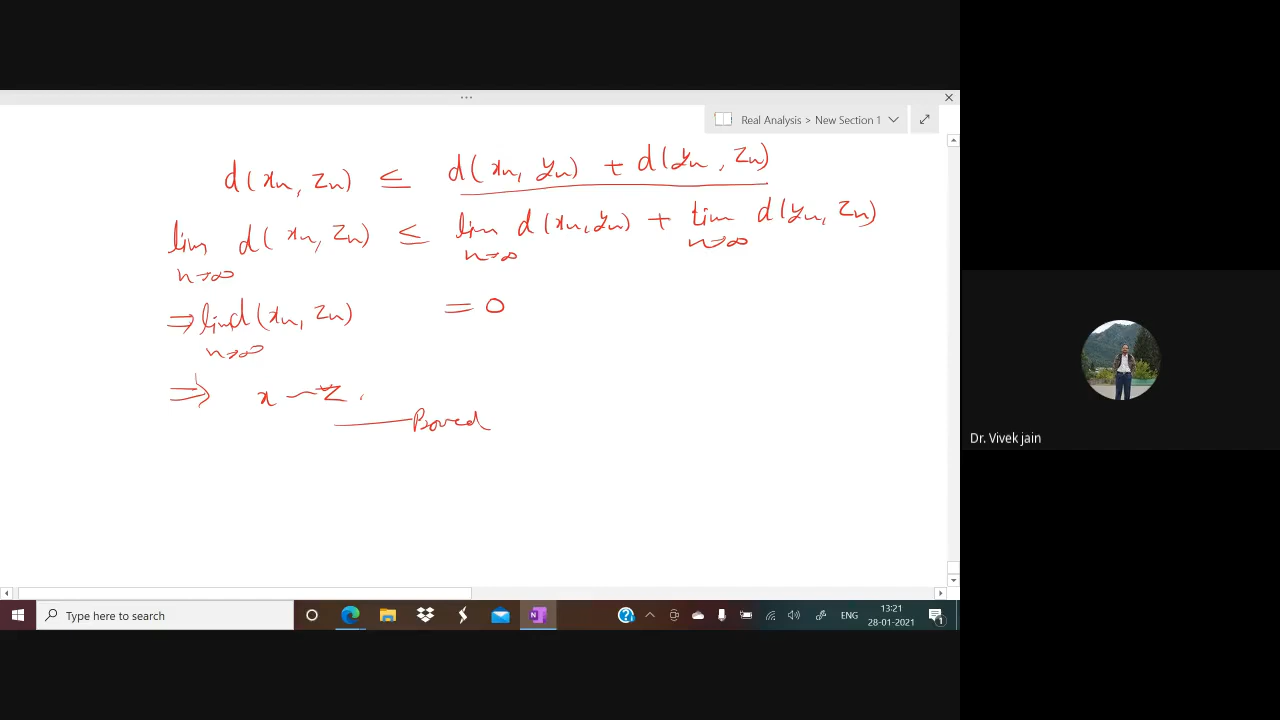 Real Analysis > New Section 1
d(xn, zn) ≤ d(xn, yn) + d(yn, zn)
lim n→∞ d(xn, zn) ≤ lim n→∞ d(xn, yn) + lim n→∞ d(yn, zn)
⇒ lim n→∞ d(xn, zn) = 0
⇒ x ~ z.
Proved
Dr. Vivek jain
Type here to search
ENG
13:21
28-01-2021
1